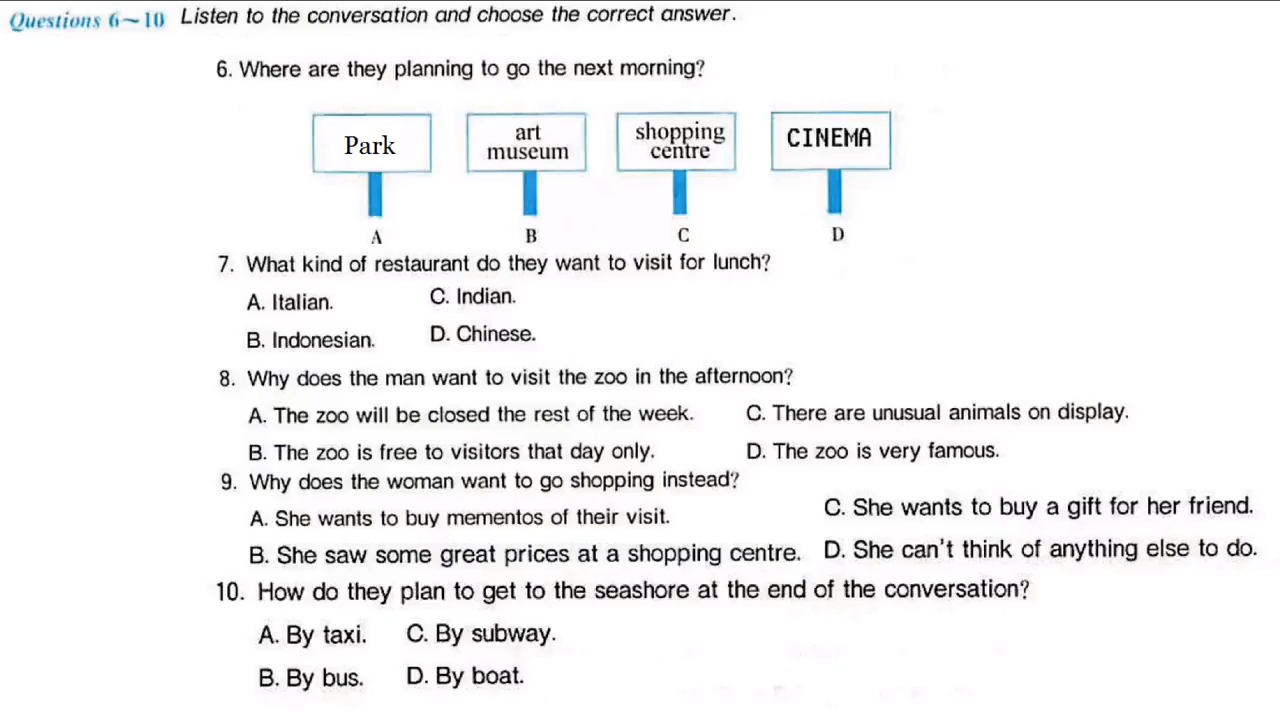 Questions 6~10 Listen to the conversation and choose the correct answer.
6. Where are they planning to go the next morning?
Park
art
museum
shopping
centre
CINEMA
A B C D
7. What kind of restaurant do they want to visit for lunch?
A. Italian. C. Indian.
B. Indonesian. D. Chinese.
8. Why does the man want to visit the zoo in the afternoon?
A. The zoo will be closed the rest of the week. C. There are unusual animals on display.
B. The zoo is free to visitors that day only. D. The zoo is very famous.
9. Why does the woman want to go shopping instead?
A. She wants to buy mementos of their visit. C. She wants to buy a gift for her friend.
B. She saw some great prices at a shopping centre. D. She can't think of anything else to do.
10. How do they plan to get to the seashore at the end of the conversation?
A. By taxi. C. By subway.
B. By bus. D. By boat.